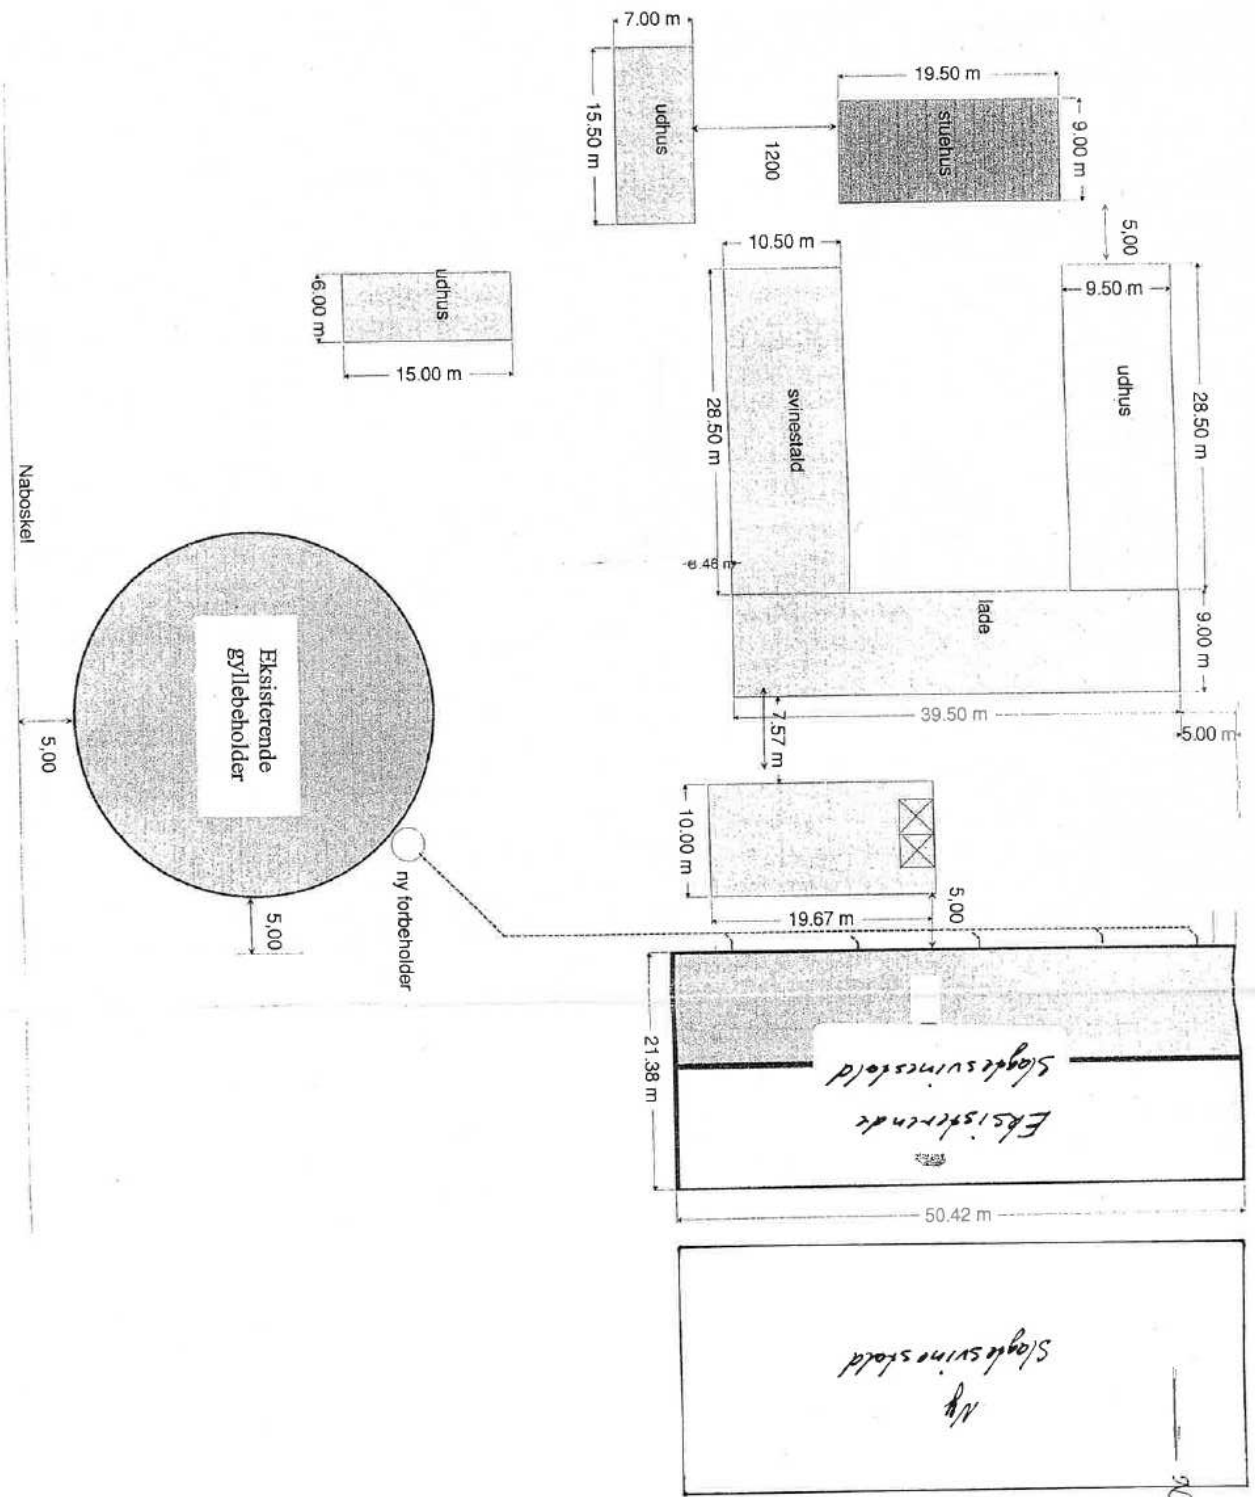 7.00 m
19.50 m
15.50 m
udhus
1200
stuehus
9.00 m
5,00
10.50 m
9.50 m
udhus
6.00 m
15.00 m
28.50 m
svinestald
udhus
28.50 m
Naboskel
6.46 m
lade
9.00 m
39.50 m
5.00 m
7.57 m
Eksisterende
gyllebeholder
5,00
10.00 m
19.67 m
5,00
5,00
ny forbeholder
21.38 m
Eksisterende
Slagtesvinestald
50.42 m
Ny
Slagtesvinestald
N